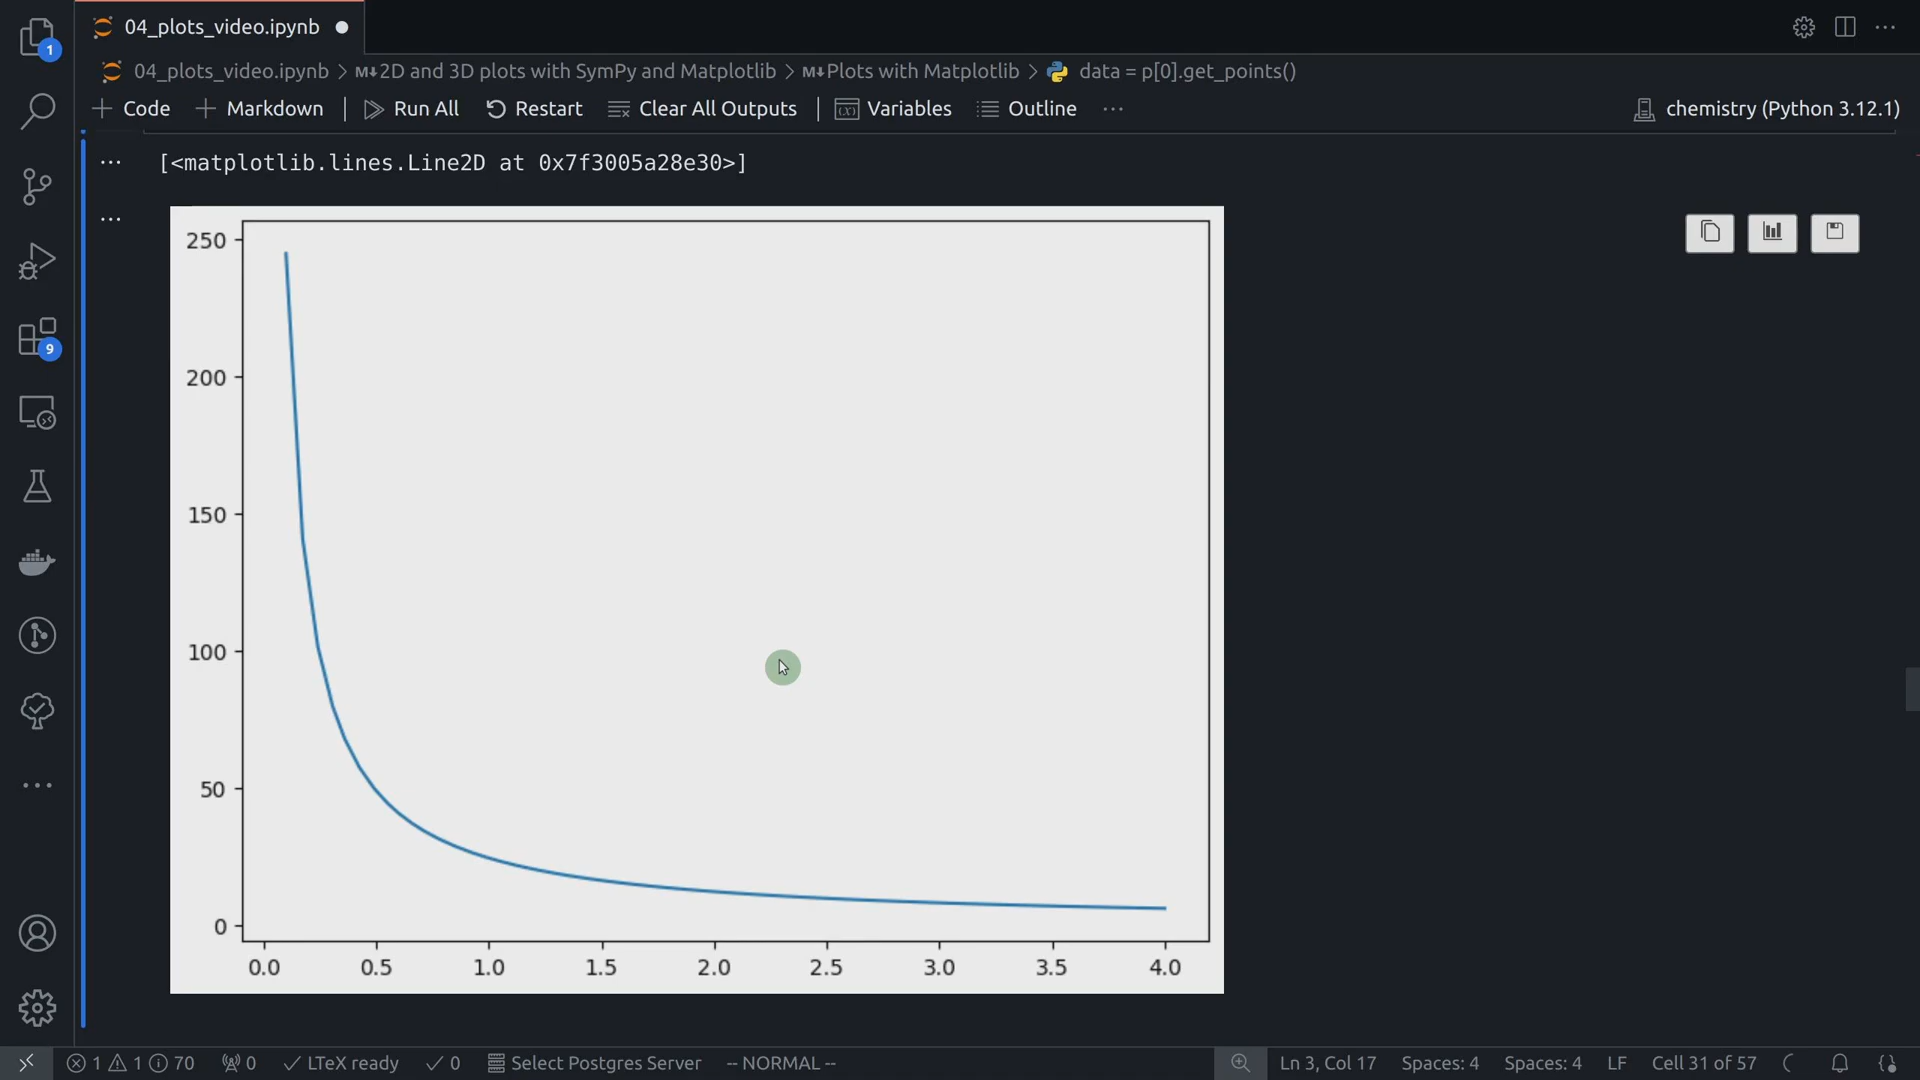 04_plots_video.ipynb
1
04_plots_video.ipynb > M↓2D and 3D plots with SymPy and Matplotlib > M↓Plots with Matplotlib > data = p[0].get_points()
+ Code + Markdown Run All Restart Clear All Outputs Variables Outline ... chemistry (Python 3.12.1)
[<matplotlib.lines.Line2D at 0x7f3005a28e30>]
250
200
9
150
100
50
0
0.0 0.5 1.0 1.5 2.0 2.5 3.0 3.5 4.0
1 1 70 0 LTeX ready 0 Select Postgres Server -- NORMAL -- Ln 3, Col 17 Spaces: 4 Spaces: 4 LF Cell 31 of 57